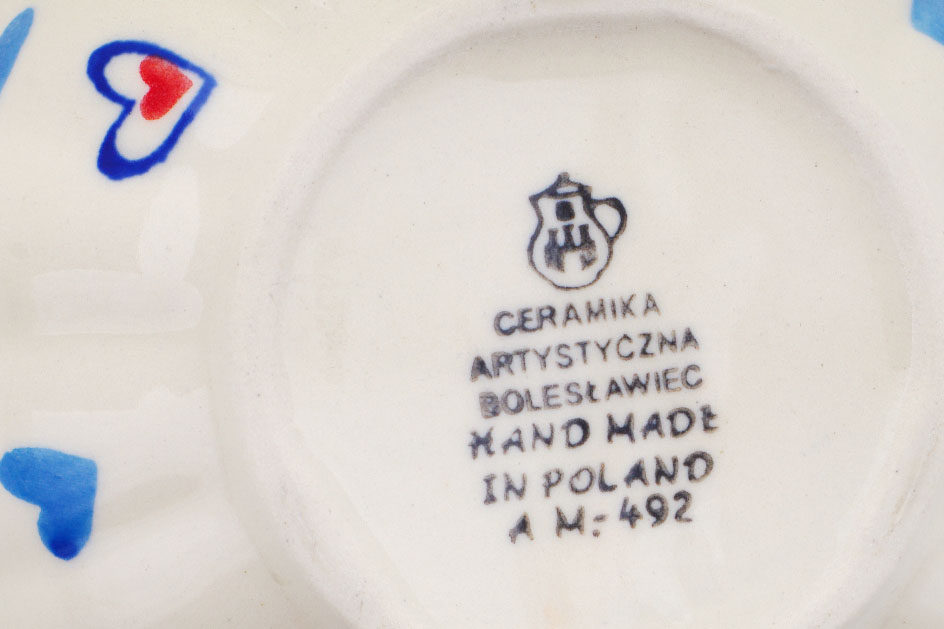 CERAMIKA
ARTYSTYCZNA
BOLESŁAWIEC
HAND MADE
IN POLAND
A M.- 492